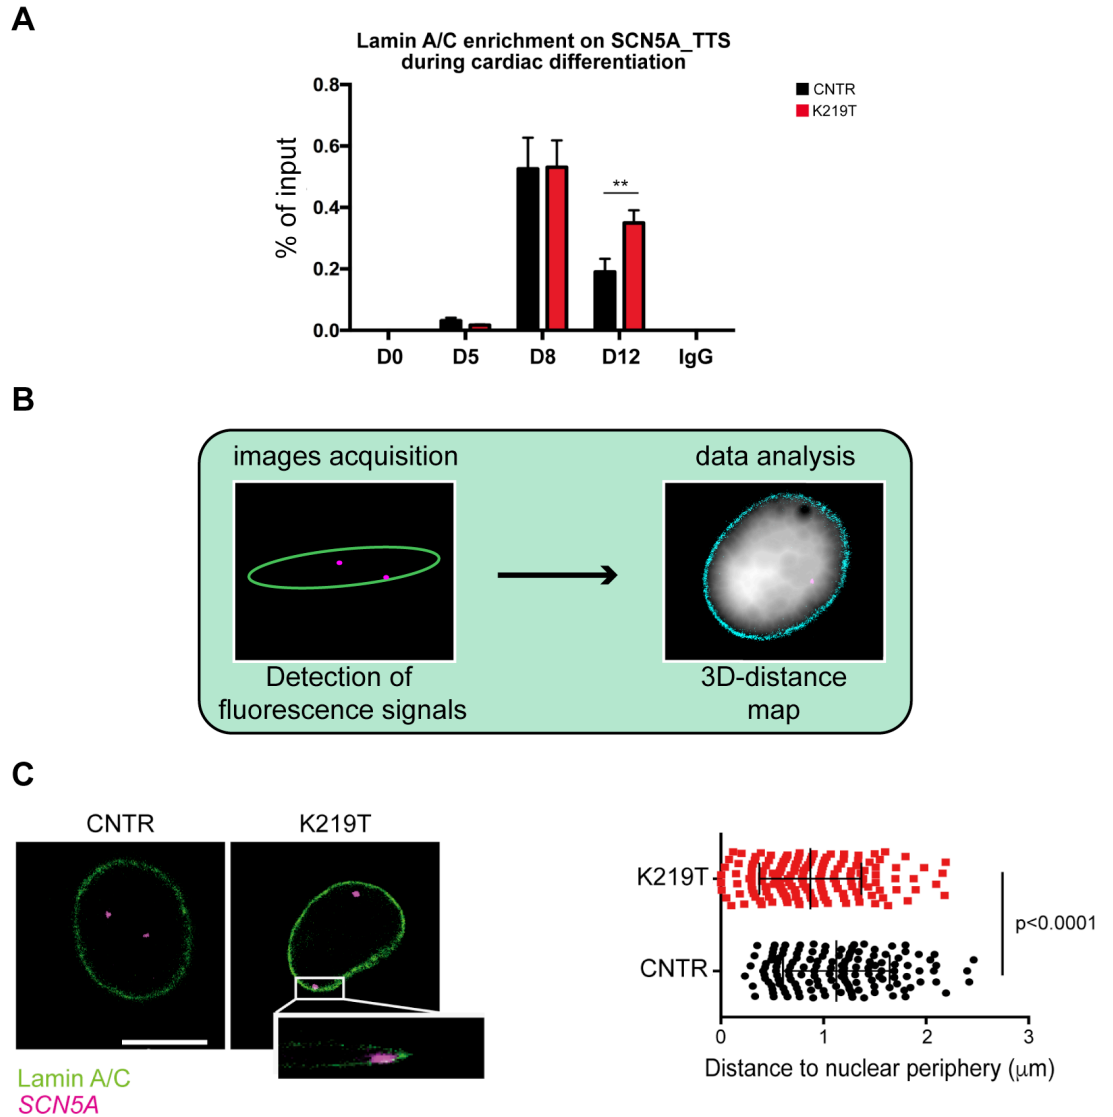 A
Lamin A/C enrichment on SCN5A_TTS
during cardiac differentiation
CNTR
K219T
% of input
0.8
0.6
0.4
0.2
0.0
**
D0 D5 D8 D12 IgG
B
images acquisition
data analysis
Detection of
fluorescence signals
3D-distance
map
C
CNTR
K219T
Lamin A/C
SCN5A
K219T
CNTR
p<0.0001
0 1 2 3
Distance to nuclear periphery (μm)